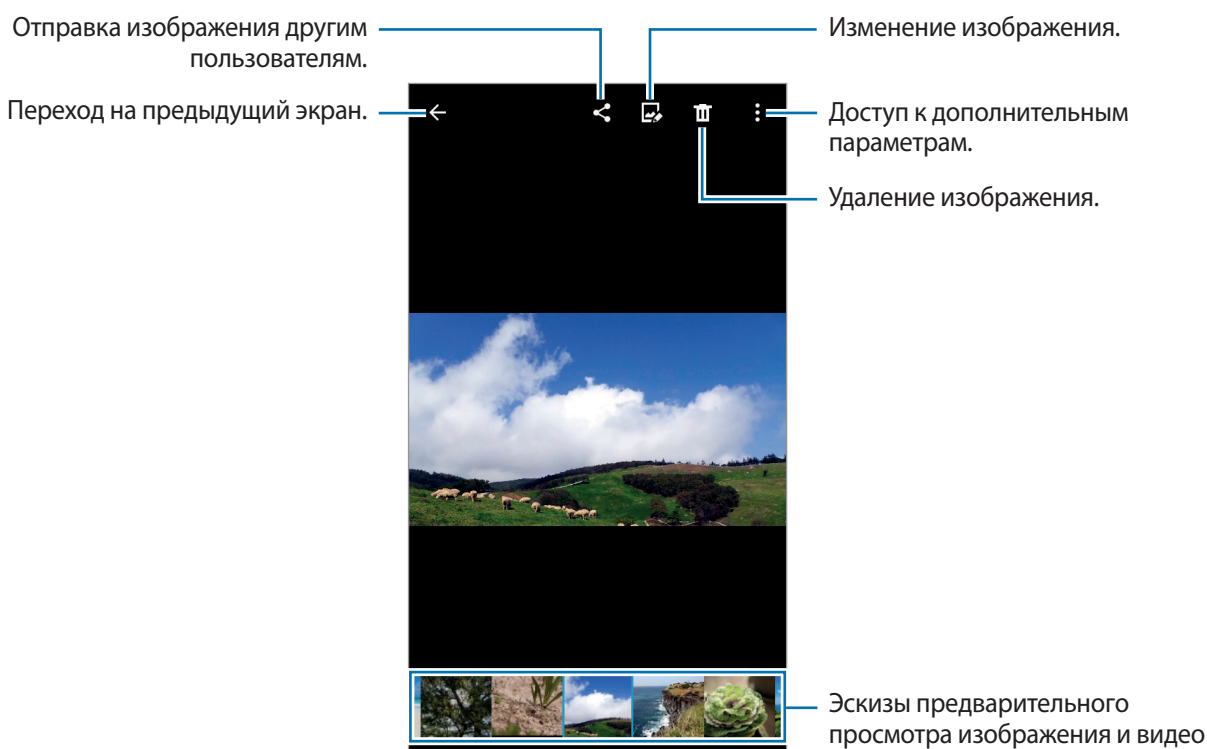 Отправка изображения другим
пользователям.
Изменение изображения.
Переход на предыдущий экран.
Доступ к дополнительным
параметрам.
Удаление изображения.
Эскизы предварительного
просмотра изображения и видео